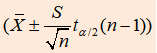 (X̄ ± S/√n t_{α/2}(n−1))